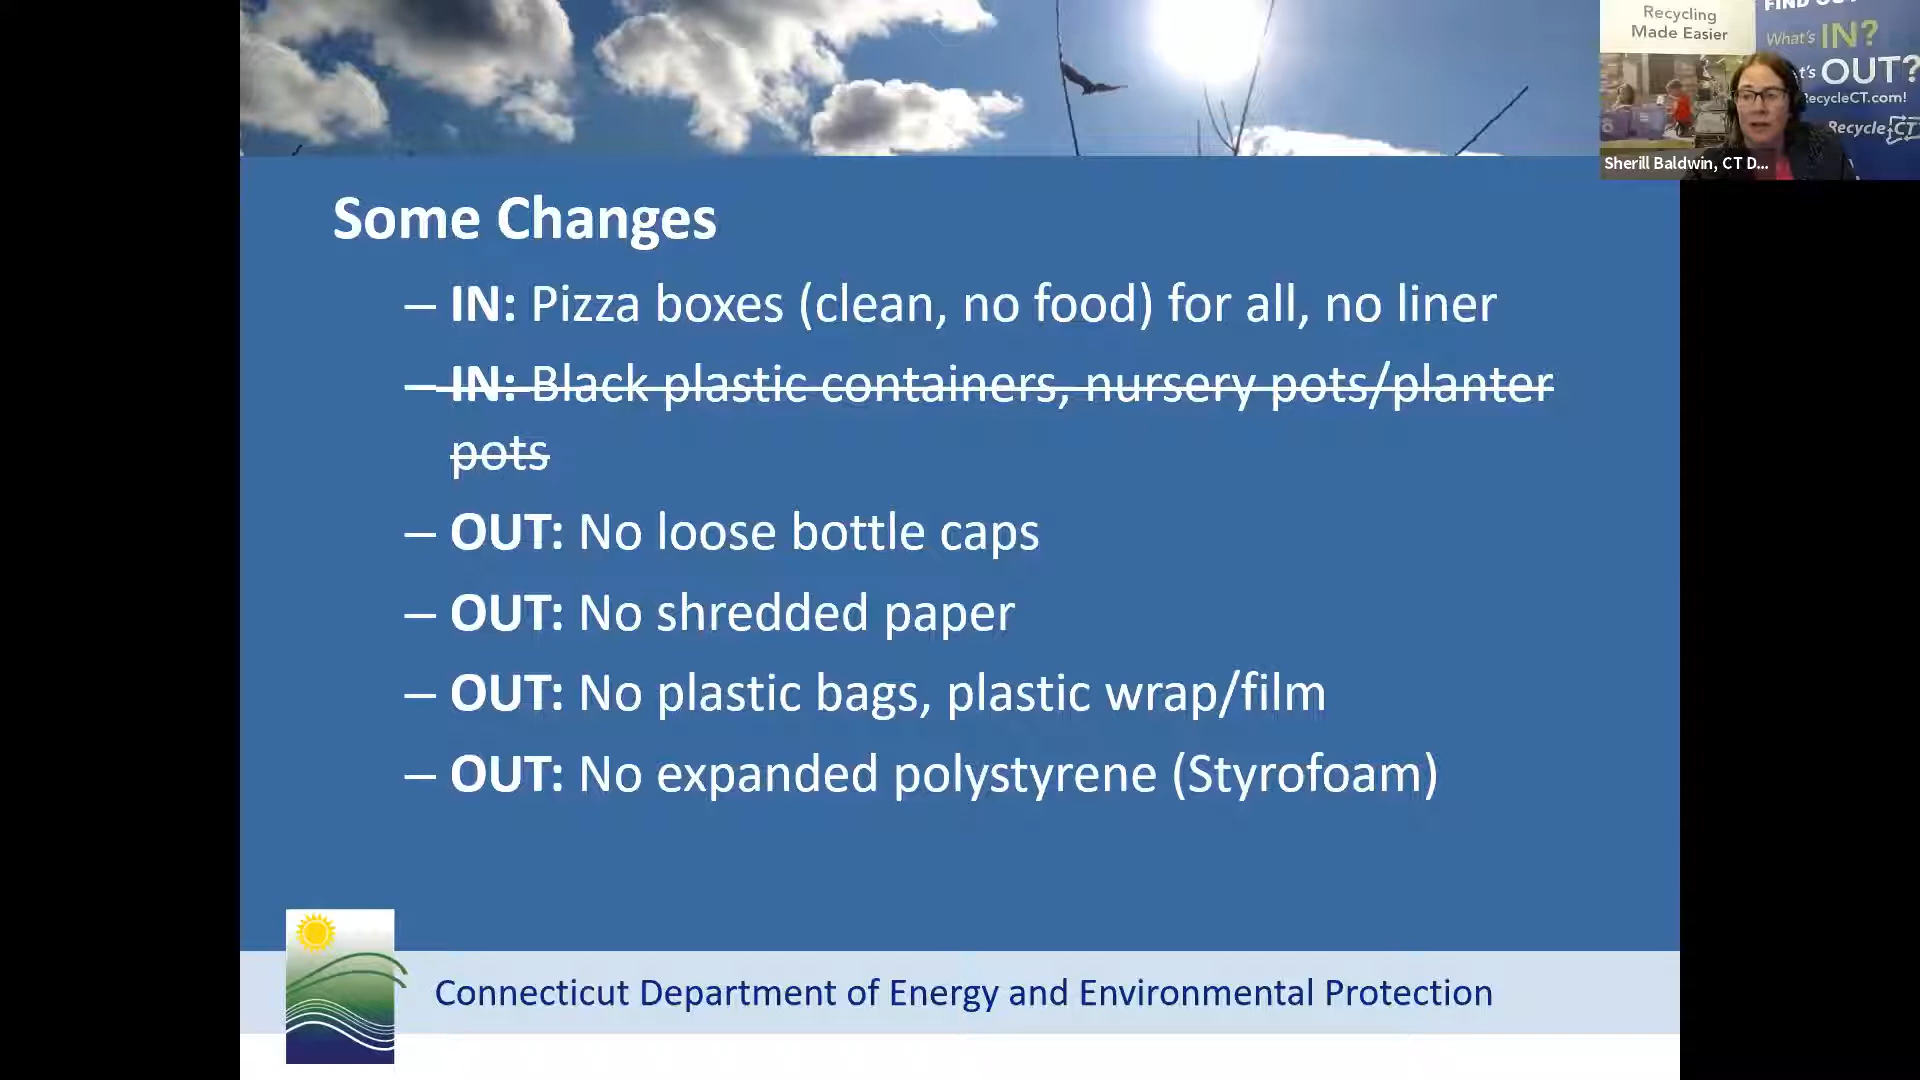 Recycling
Made Easier
What's IN?
t's OUT?
RecycleCT.com!
RecycleCT
Sherill Baldwin, CT D...
Some Changes
– IN: Pizza boxes (clean, no food) for all, no liner
– IN: Black plastic containers, nursery pots/planter
pots
– OUT: No loose bottle caps
– OUT: No shredded paper
– OUT: No plastic bags, plastic wrap/film
– OUT: No expanded polystyrene (Styrofoam)
Connecticut Department of Energy and Environmental Protection